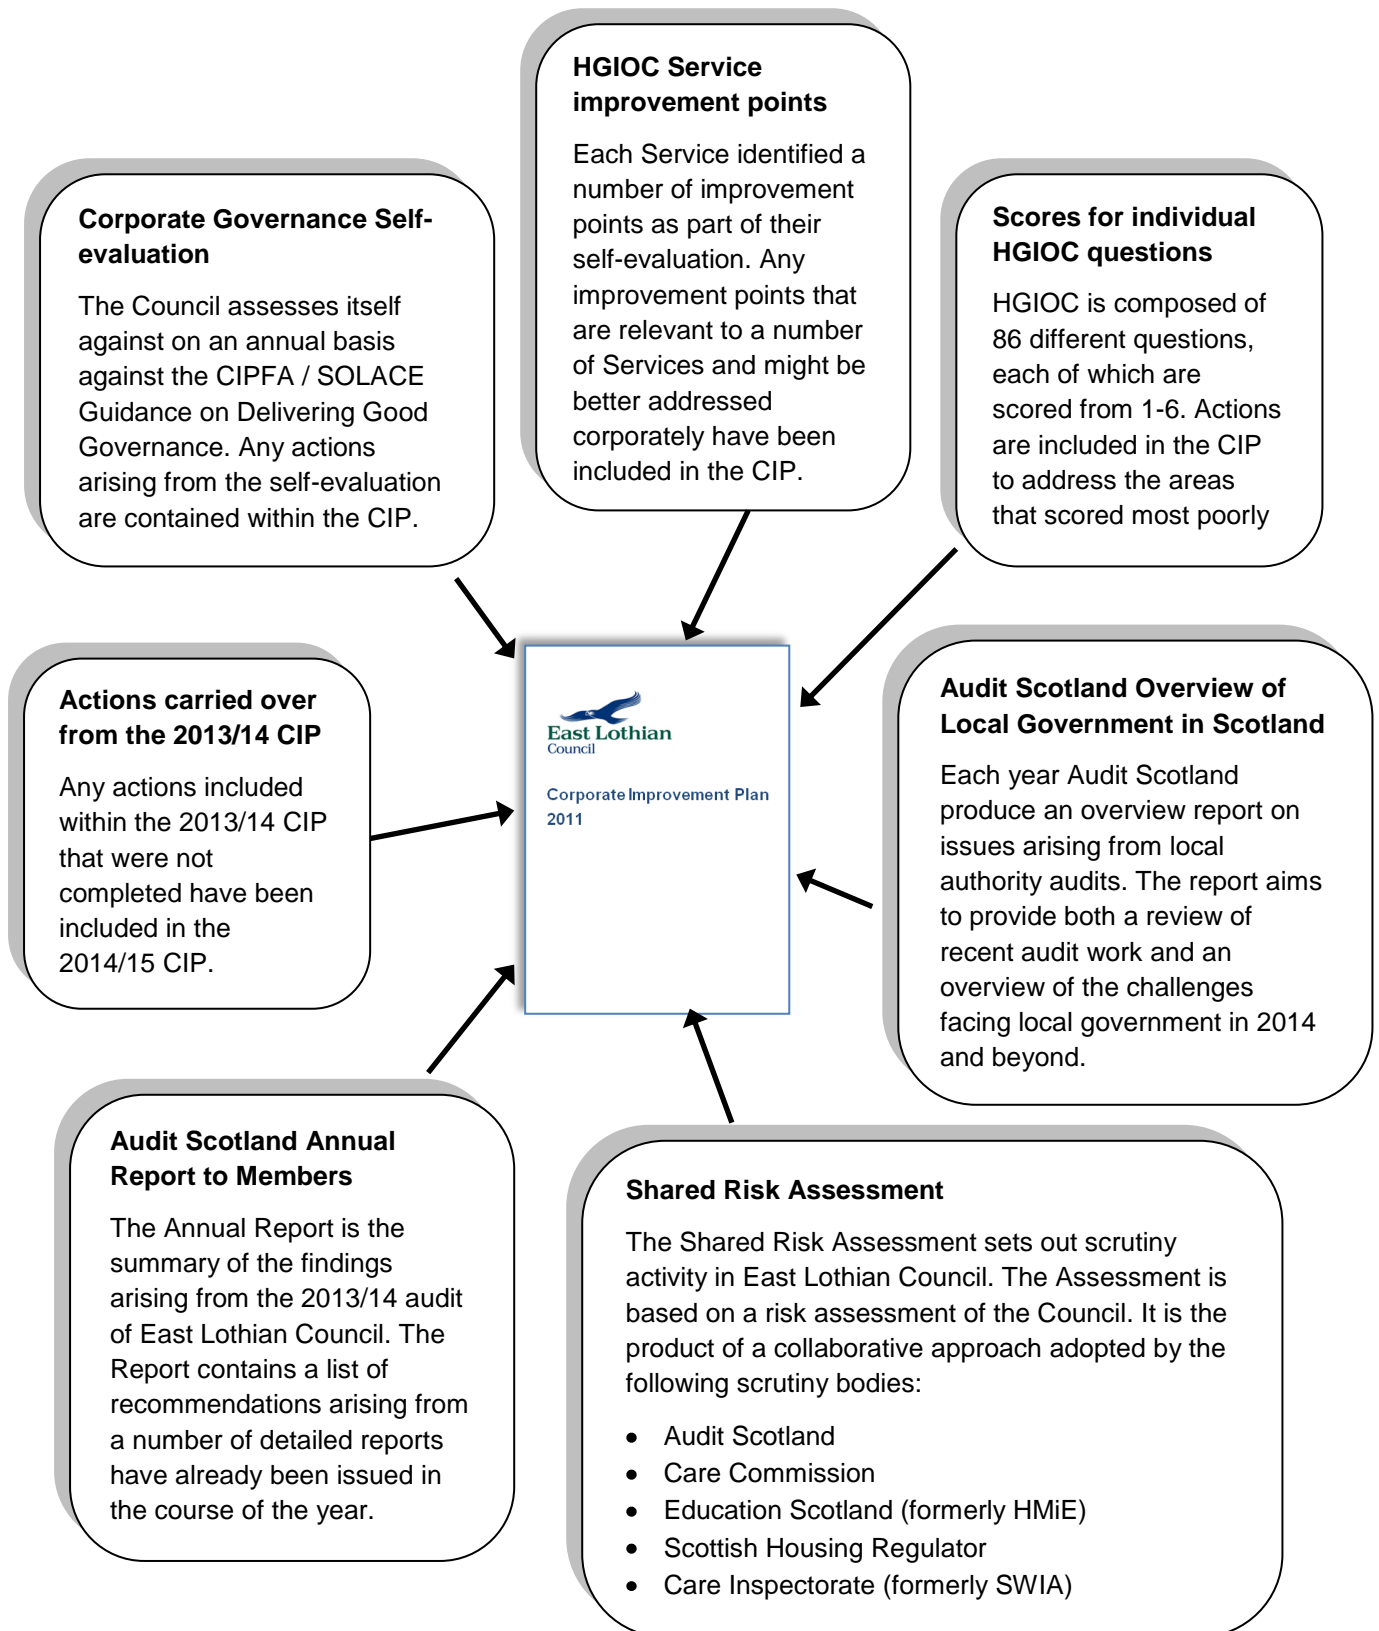 HGIOC Service
improvement points
Each Service identified a
number of improvement
points as part of their
self-evaluation. Any
improvement points that
are relevant to a number
of Services and might be
better addressed
corporately have been
included in the CIP.
Corporate Governance Self-
evaluation
The Council assesses itself
against on an annual basis
against the CIPFA / SOLACE
Guidance on Delivering Good
Governance. Any actions
arising from the self-evaluation
are contained within the CIP.
Scores for individual
HGIOC questions
HGIOC is composed of
86 different questions,
each of which are
scored from 1-6. Actions
are included in the CIP
to address the areas
that scored most poorly
Actions carried over
from the 2013/14 CIP
Any actions included
within the 2013/14 CIP
that were not
completed have been
included in the
2014/15 CIP.
East Lothian
Council
Corporate Improvement Plan
2011
Audit Scotland Overview of
Local Government in Scotland
Each year Audit Scotland
produce an overview report on
issues arising from local
authority audits. The report aims
to provide both a review of
recent audit work and an
overview of the challenges
facing local government in 2014
and beyond.
Audit Scotland Annual
Report to Members
The Annual Report is the
summary of the findings
arising from the 2013/14 audit
of East Lothian Council. The
Report contains a list of
recommendations arising from
a number of detailed reports
have already been issued in
the course of the year.
Shared Risk Assessment
The Shared Risk Assessment sets out scrutiny
activity in East Lothian Council. The Assessment is
based on a risk assessment of the Council. It is the
product of a collaborative approach adopted by the
following scrutiny bodies:
• Audit Scotland
• Care Commission
• Education Scotland (formerly HMiE)
• Scottish Housing Regulator
• Care Inspectorate (formerly SWIA)